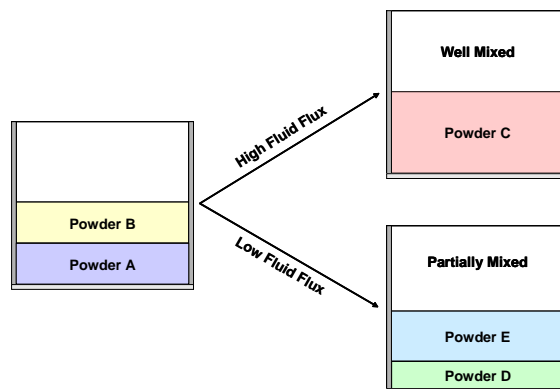 Powder B
Powder A
High Fluid Flux
Low Fluid Flux
Well Mixed
Powder C
Partially Mixed
Powder E
Powder D